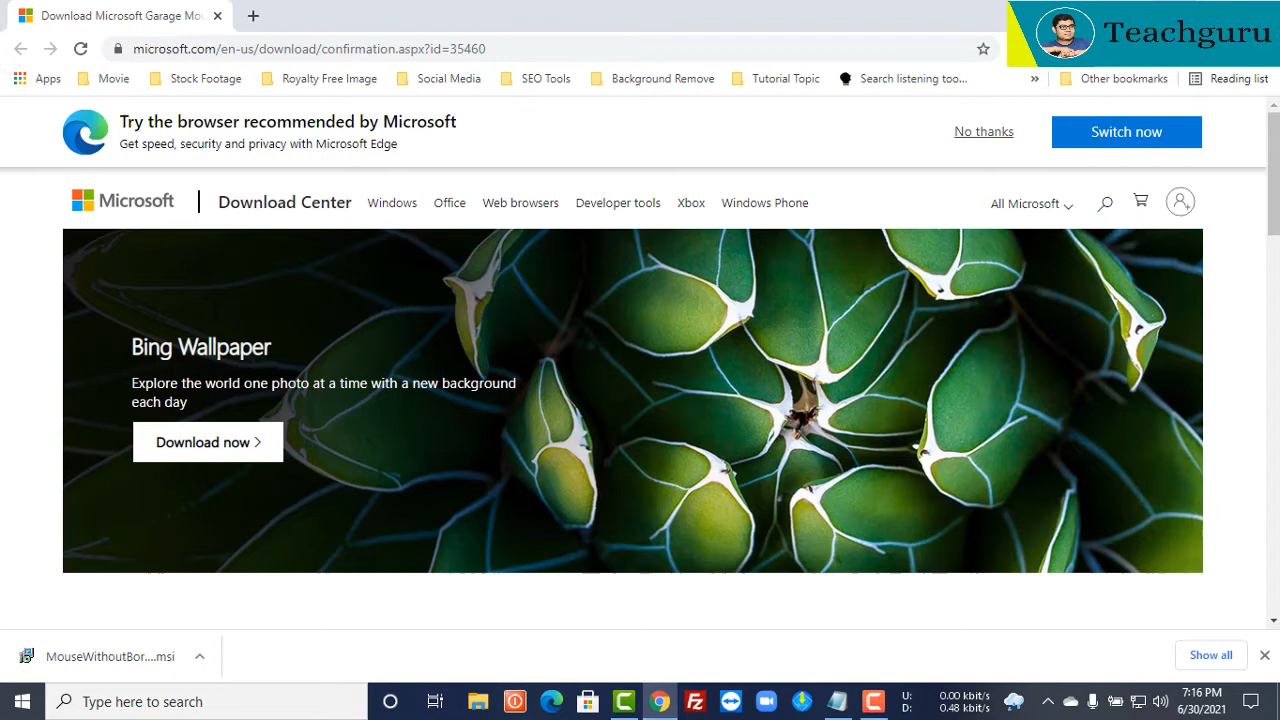 Download Microsoft Garage Mou
Teachguru
microsoft.com/en-us/download/confirmation.aspx?id=35460
Apps Movie Stock Footage Royalty Free Image Social Media SEO Tools Background Remove Tutorial Topic Search listening too... » Other bookmarks Reading list
Try the browser recommended by Microsoft
Get speed, security and privacy with Microsoft Edge
No thanks
Switch now
Microsoft Download Center Windows Office Web browsers Developer tools Xbox Windows Phone All Microsoft
Bing Wallpaper
Explore the world one photo at a time with a new background
each day
Download now >
MouseWithoutBor....msi
Show all
Type here to search
U: 0.00 kbit/s
D: 0.48 kbit/s
7:16 PM
6/30/2021